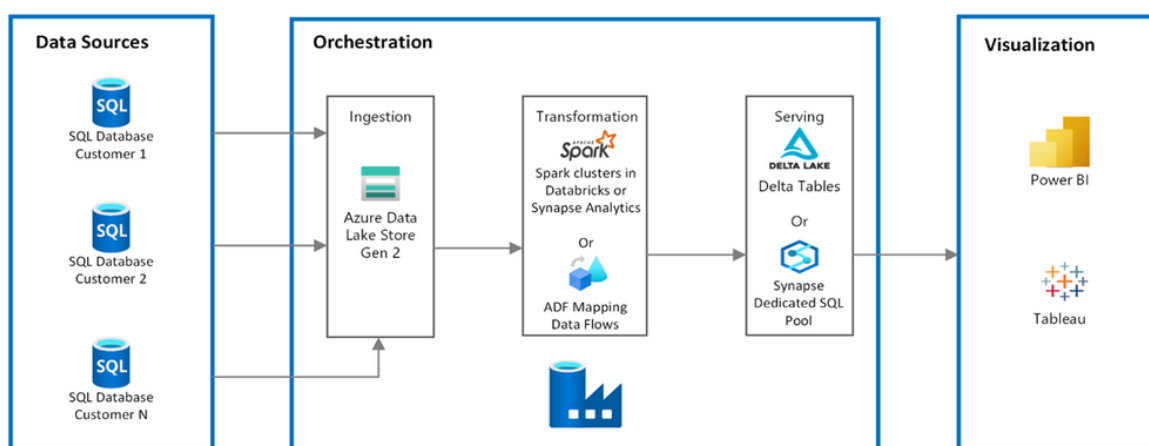 Data Sources
SQL
SQL Database
Customer 1
SQL
SQL Database
Customer 2
SQL
SQL Database
Customer N
Orchestration
Ingestion
Azure Data
Lake Store
Gen 2
Transformation
APACHE
Spark
Spark clusters in
Databricks or
Synapse Analytics
Or
ADF Mapping
Data Flows
Serving
DELTA LAKE
Delta Tables
Or
Synapse
Dedicated SQL
Pool
Visualization
Power BI
Tableau